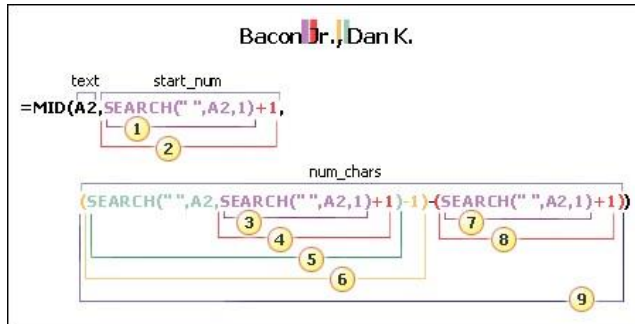 Bacon Jr., Dan K.
text start_num
=MID(A2,SEARCH(" ",A2,1)+1,
1
2
num_chars
(SEARCH(" ",A2,SEARCH(" ",A2,1)+1)-1)-(SEARCH(" ",A2,1)+1))
3 7
4 8
5
6
9